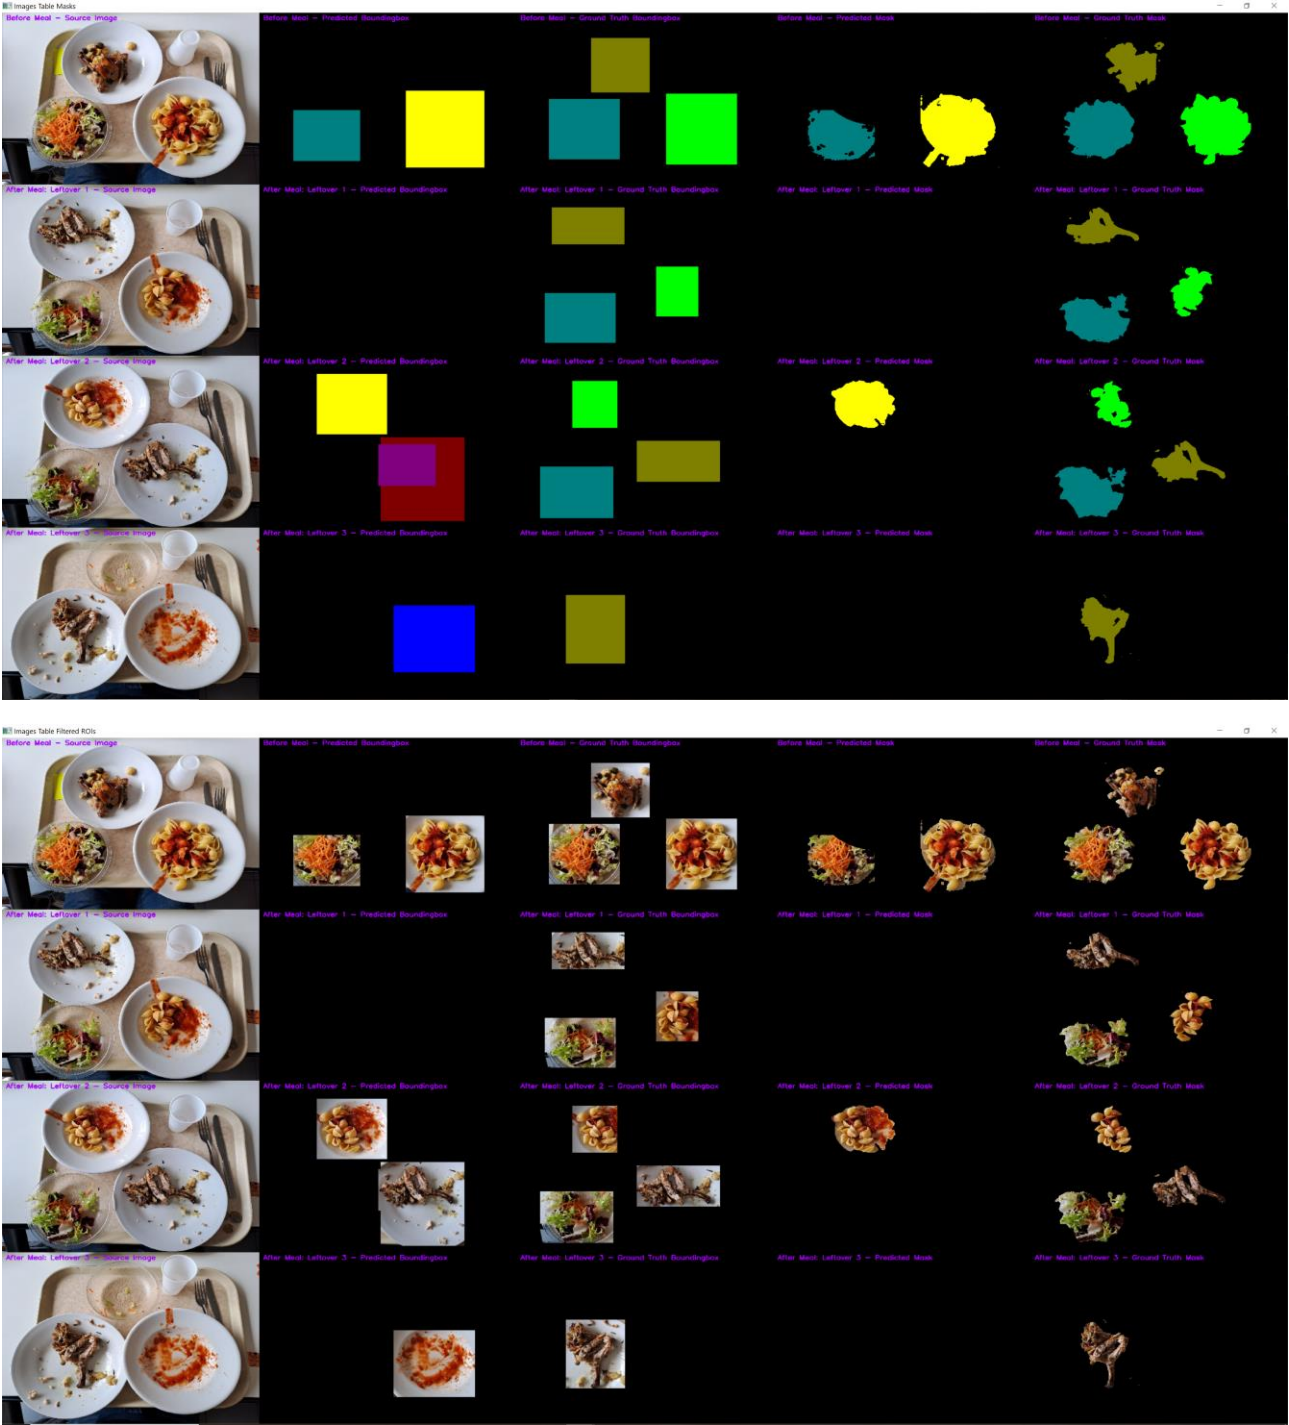 Images Table Masks
Before Meal - Source Image
Before Meal - Predicted Boundingbox
Before Meal - Ground Truth Boundingbox
Before Meal - Predicted Mask
Before Meal - Ground Truth Mask
After Meal: Leftover 1 - Source Image
After Meal: Leftover 1 - Predicted Boundingbox
After Meal: Leftover 1 - Ground Truth Boundingbox
After Meal: Leftover 1 - Predicted Mask
After Meal: Leftover 1 - Ground Truth Mask
After Meal: Leftover 2 - Source Image
After Meal: Leftover 2 - Predicted Boundingbox
After Meal: Leftover 2 - Ground Truth Boundingbox
After Meal: Leftover 2 - Predicted Mask
After Meal: Leftover 2 - Ground Truth Mask
After Meal: Leftover 3 - Source Image
After Meal: Leftover 3 - Predicted Boundingbox
After Meal: Leftover 3 - Ground Truth Boundingbox
After Meal: Leftover 3 - Predicted Mask
After Meal: Leftover 3 - Ground Truth Mask
Images Table Filtered ROIs
Before Meal - Source Image
Before Meal - Predicted Boundingbox
Before Meal - Ground Truth Boundingbox
Before Meal - Predicted Mask
Before Meal - Ground Truth Mask
After Meal: Leftover 1 - Source Image
After Meal: Leftover 1 - Predicted Boundingbox
After Meal: Leftover 1 - Ground Truth Boundingbox
After Meal: Leftover 1 - Predicted Mask
After Meal: Leftover 1 - Ground Truth Mask
After Meal: Leftover 2 - Source Image
After Meal: Leftover 2 - Predicted Boundingbox
After Meal: Leftover 2 - Ground Truth Boundingbox
After Meal: Leftover 2 - Predicted Mask
After Meal: Leftover 2 - Ground Truth Mask
After Meal: Leftover 3 - Source Image
After Meal: Leftover 3 - Predicted Boundingbox
After Meal: Leftover 3 - Ground Truth Boundingbox
After Meal: Leftover 3 - Predicted Mask
After Meal: Leftover 3 - Ground Truth Mask